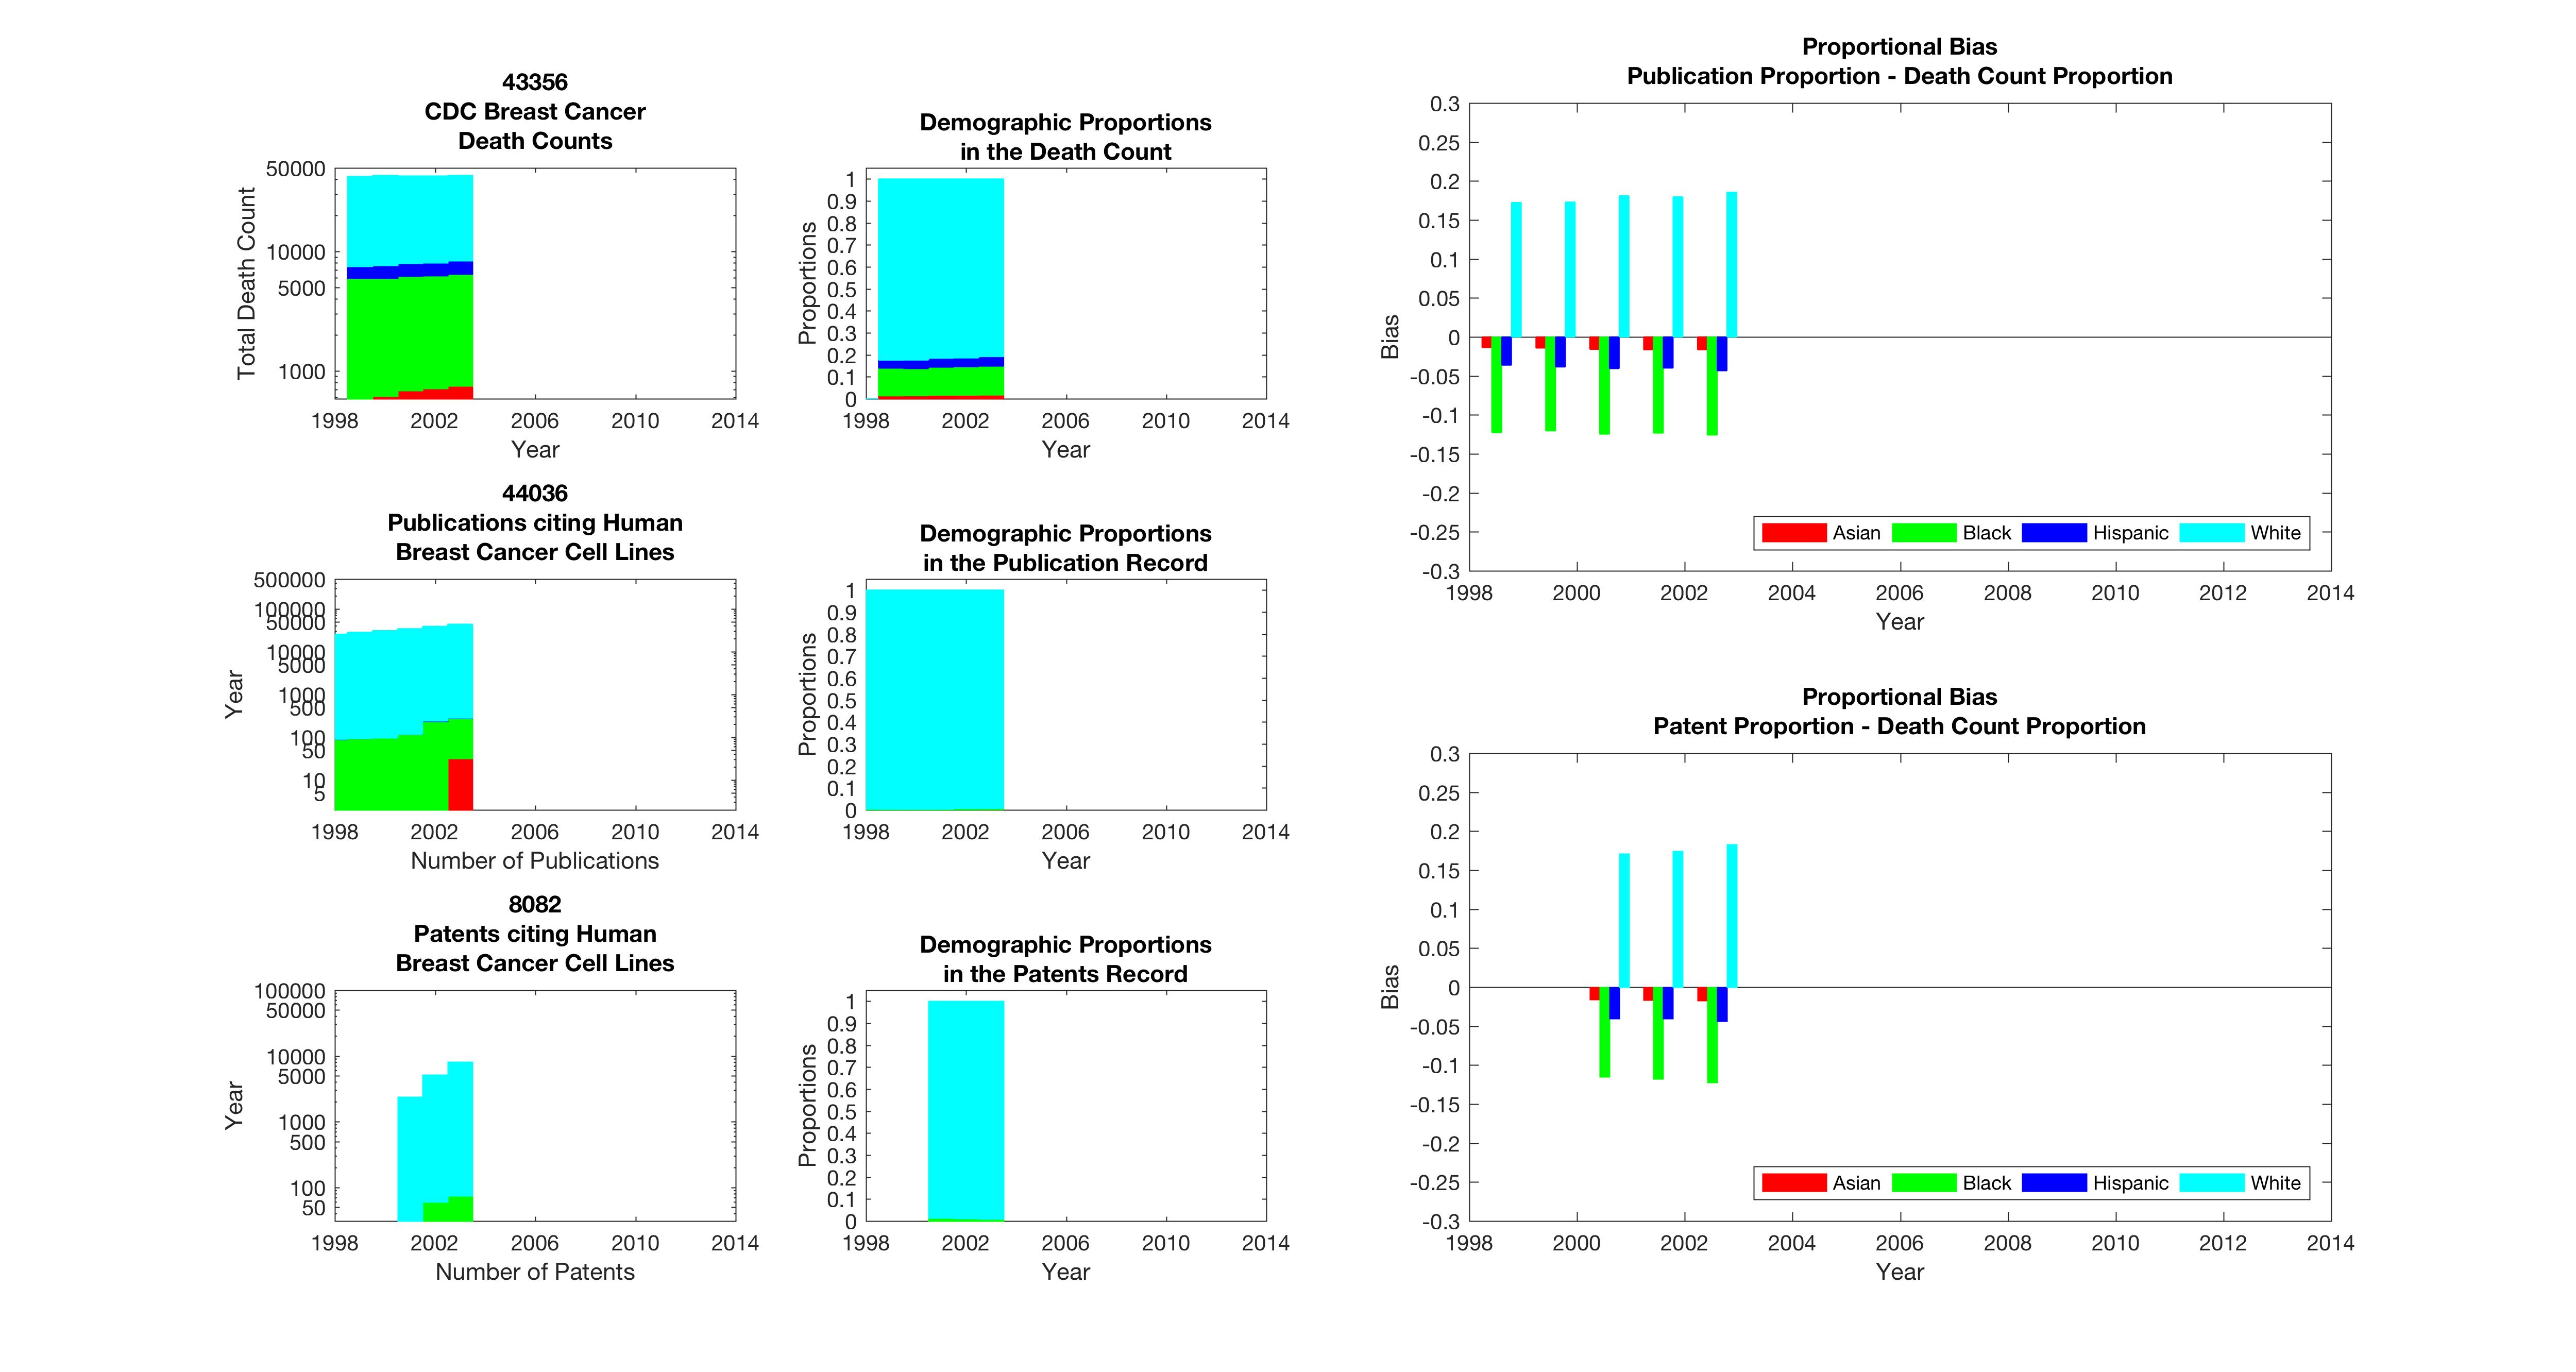 43356
CDC Breast Cancer
Death Counts
50000
10000
5000
1000
Total Death Count
1998 2002 2006 2010 2014
Year
Demographic Proportions
in the Death Count
1
0.9
0.8
0.7
0.6
0.5
0.4
0.3
0.2
0.1
0
Proportions
1998 2002 2006 2010 2014
Year
44036
Publications citing Human
Breast Cancer Cell Lines
500000
100000
50000
10000
5000
1000
500
100
50
10
5
Year
1998 2002 2006 2010 2014
Number of Publications
Demographic Proportions
in the Publication Record
1
0.9
0.8
0.7
0.6
0.5
0.4
0.3
0.2
0.1
0
Proportions
1998 2002 2006 2010 2014
Year
8082
Patents citing Human
Breast Cancer Cell Lines
100000
50000
10000
5000
1000
500
100
50
Year
1998 2002 2006 2010 2014
Number of Patents
Demographic Proportions
in the Patents Record
1
0.9
0.8
0.7
0.6
0.5
0.4
0.3
0.2
0.1
0
Proportions
1998 2002 2006 2010 2014
Year
Proportional Bias
Publication Proportion - Death Count Proportion
0.3
0.25
0.2
0.15
0.1
0.05
0
-0.05
-0.1
-0.15
-0.2
-0.25
-0.3
Bias
Asian Black Hispanic White
1998 2000 2002 2004 2006 2008 2010 2012 2014
Year
Proportional Bias
Patent Proportion - Death Count Proportion
0.3
0.25
0.2
0.15
0.1
0.05
0
-0.05
-0.1
-0.15
-0.2
-0.25
-0.3
Bias
Asian Black Hispanic White
1998 2000 2002 2004 2006 2008 2010 2012 2014
Year